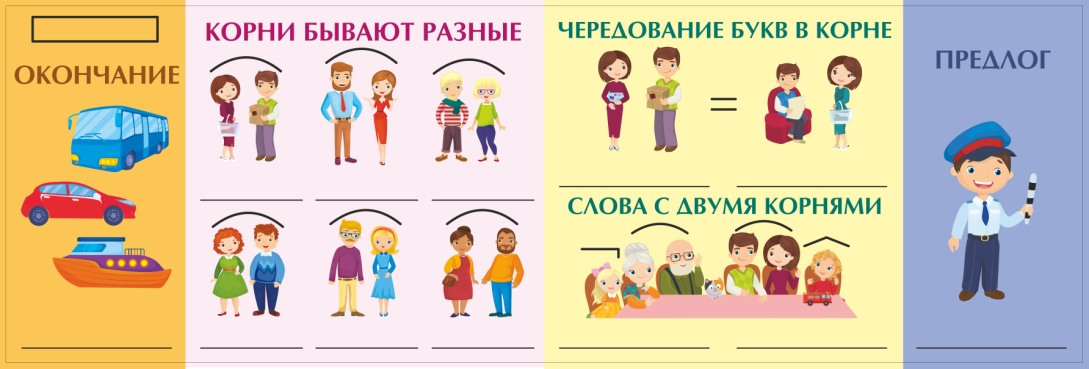 ОКОНЧАНИЕ
КОРНИ БЫВАЮТ РАЗНЫЕ
ЧЕРЕДОВАНИЕ БУКВ В КОРНЕ
СЛОВА С ДВУМЯ КОРНЯМИ
ПРЕДЛОГ